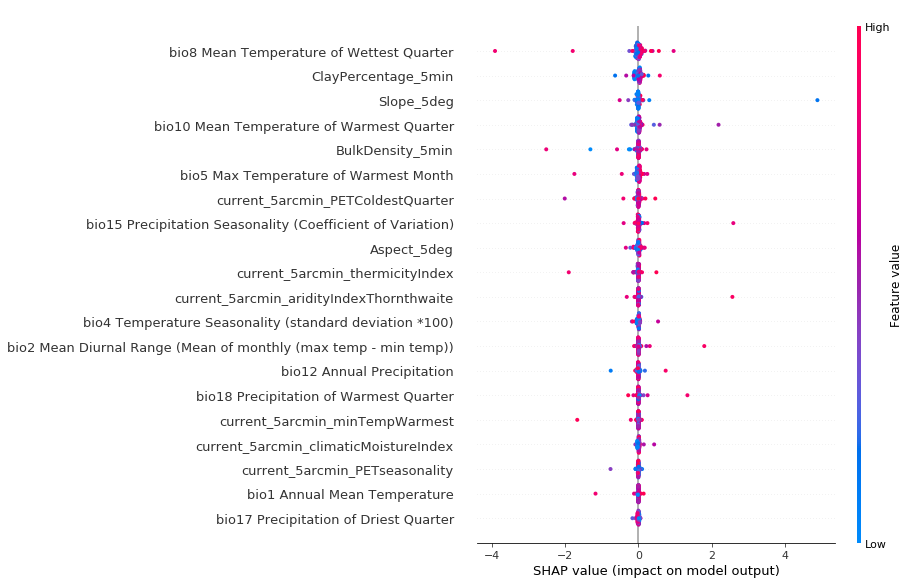 High
bio8 Mean Temperature of Wettest Quarter
ClayPercentage_5min
Slope_5deg
bio10 Mean Temperature of Warmest Quarter
BulkDensity_5min
bio5 Max Temperature of Warmest Month
current_5arcmin_PETColdestQuarter
bio15 Precipitation Seasonality (Coefficient of Variation)
Aspect_5deg
current_5arcmin_thermicityIndex
current_5arcmin_aridityIndexThornthwaite
bio4 Temperature Seasonality (standard deviation *100)
bio2 Mean Diurnal Range (Mean of monthly (max temp - min temp))
bio12 Annual Precipitation
bio18 Precipitation of Warmest Quarter
current_5arcmin_minTempWarmest
current_5arcmin_climaticMoistureIndex
current_5arcmin_PETseasonality
bio1 Annual Mean Temperature
bio17 Precipitation of Driest Quarter
Feature value
Low
−4 −2 0 2 4
SHAP value (impact on model output)